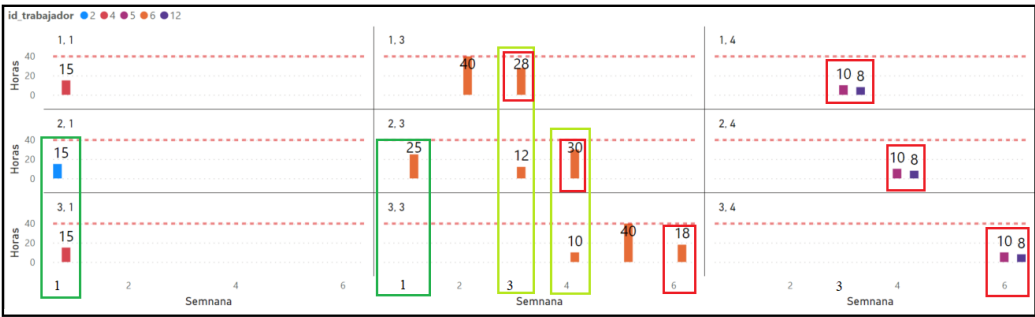 id_trabajador 2 4 5 6 12
1, 1 1, 3 1, 4
40 20 0 Horas
15 40 28 10 8
2, 1 2, 3 2, 4
40 20 0 Horas
15 25 12 30 10 8
3, 1 3, 3 3, 4
40 20 0 Horas
15 10 40 18 10 8
1 2 4 6 1 2 3 4 6 2 3 4 6
Semnana Semnana Semnana